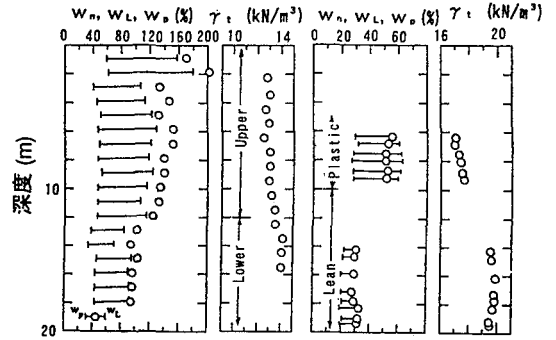 Wn, WL, Wp (%) γt (kN/m³) Wn, WL, Wp (%) γt (kN/m³)
0 40 80 120 160 200 10 12 14 0 20 40 60 16 18 20
深度 (m)
10
20
Upper
Lower
Plastic
Lean
Wp WL